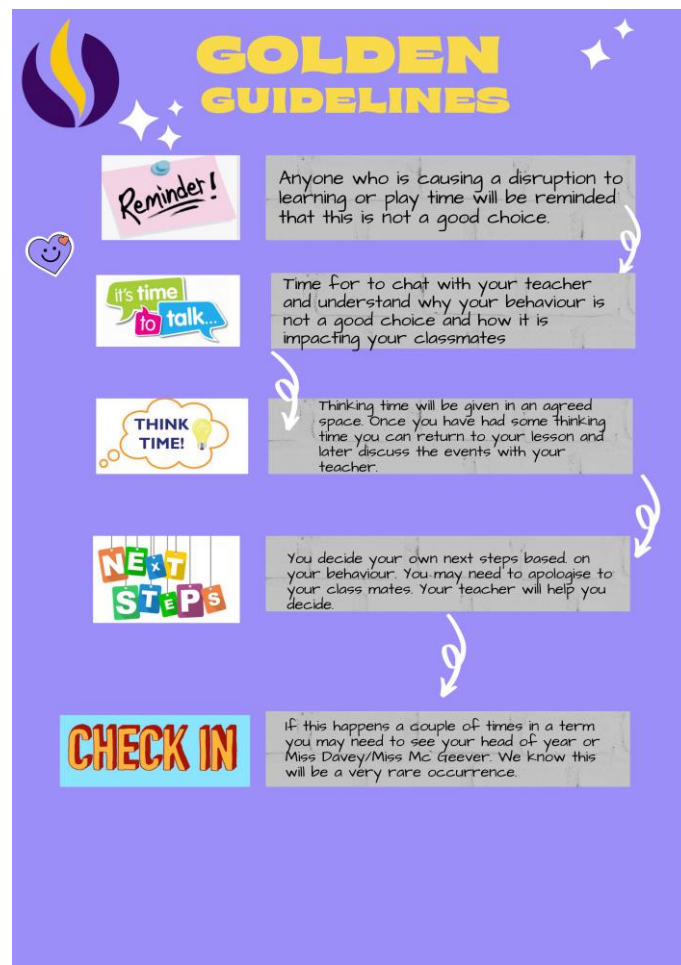 GOLDEN
GUIDELINES
Reminder!
Anyone who is causing a disruption to
learning or play time will be reminded
that this is not a good choice.
it's time
to talk...
Time for to chat with your teacher
and understand why your behaviour is
not a good choice and how it is
impacting your classmates
THINK
TIME!
Thinking time will be given in an agreed
space. Once you have had some thinking
time you can return to your lesson and
later discuss the events with your
teacher.
NExT
STEPS
You decide your own next steps based on
your behaviour. You may need to apologise to
your class mates. Your teacher will help you
decide.
CHECK IN
If this happens a couple of times in a term
you may need to see your head of year or
Miss Davey/Miss Mc Geever. We know this
will be a very rare occurrence.